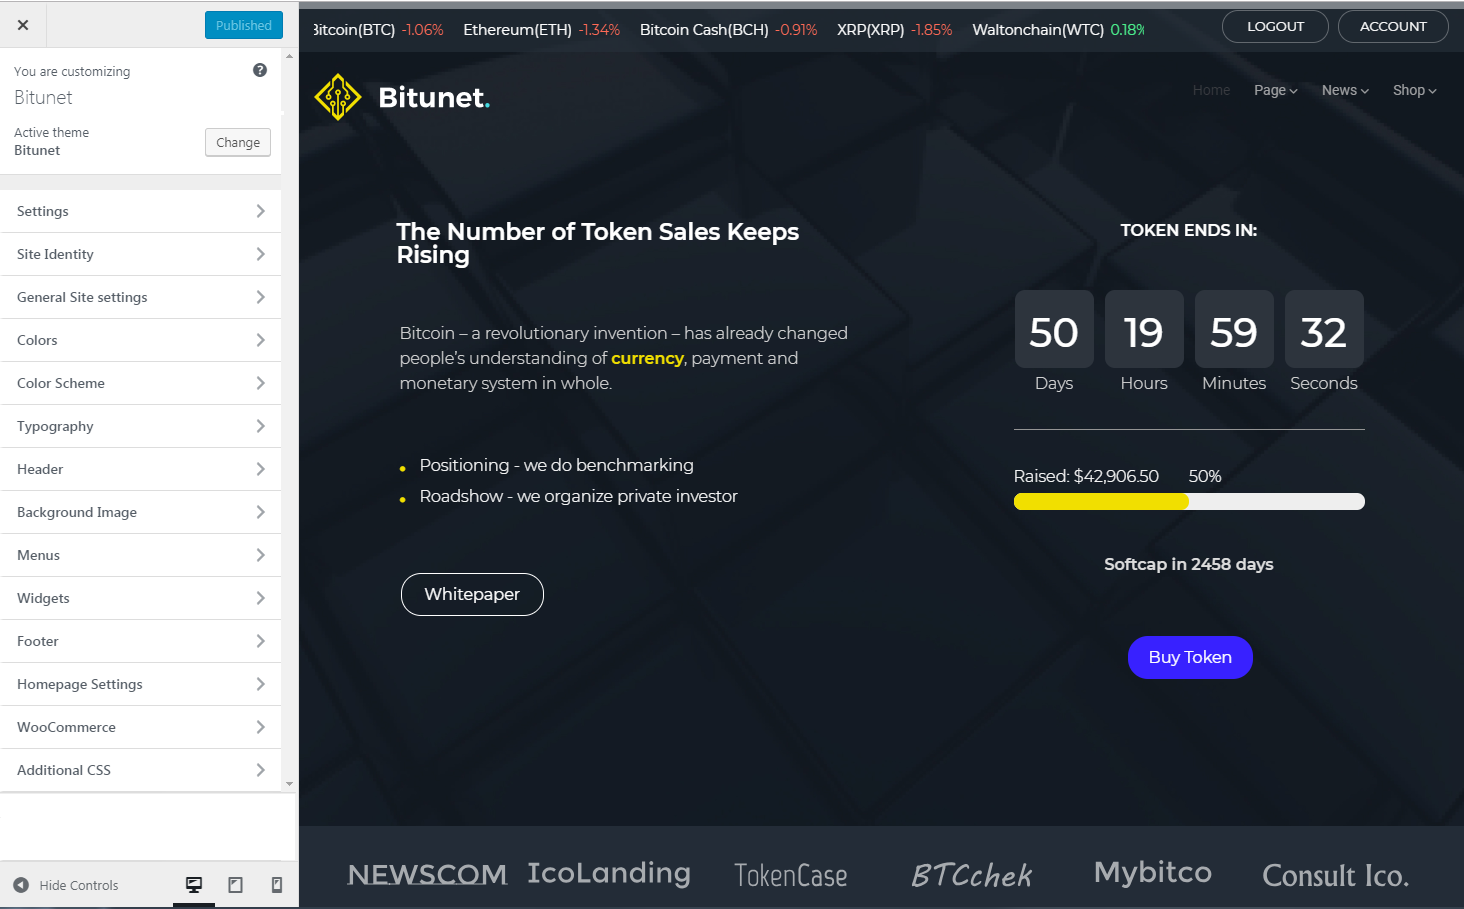 Published
You are customizing
Bitunet
Active theme
Bitunet
Change
Settings
Site Identity
General Site settings
Colors
Color Scheme
Typography
Header
Background Image
Menus
Widgets
Footer
Homepage Settings
WooCommerce
Additional CSS
Hide Controls
Bitcoin(BTC) -1.06% Ethereum(ETH) -1.34% Bitcoin Cash(BCH) -0.91% XRP(XRP) -1.85% Waltonchain(WTC) 0.18%
LOGOUT ACCOUNT
Bitunet.
Home Page News Shop
The Number of Token Sales Keeps
Rising
Bitcoin – a revolutionary invention – has already changed
people’s understanding of currency, payment and
monetary system in whole.
Positioning - we do benchmarking
Roadshow - we organize private investor
Whitepaper
TOKEN ENDS IN:
50 19 59 32
Days Hours Minutes Seconds
Raised: $42,906.50 50%
Softcap in 2458 days
Buy Token
NEWSCOM IcoLanding TokenCase BTCchek Mybitco Consult Ico.